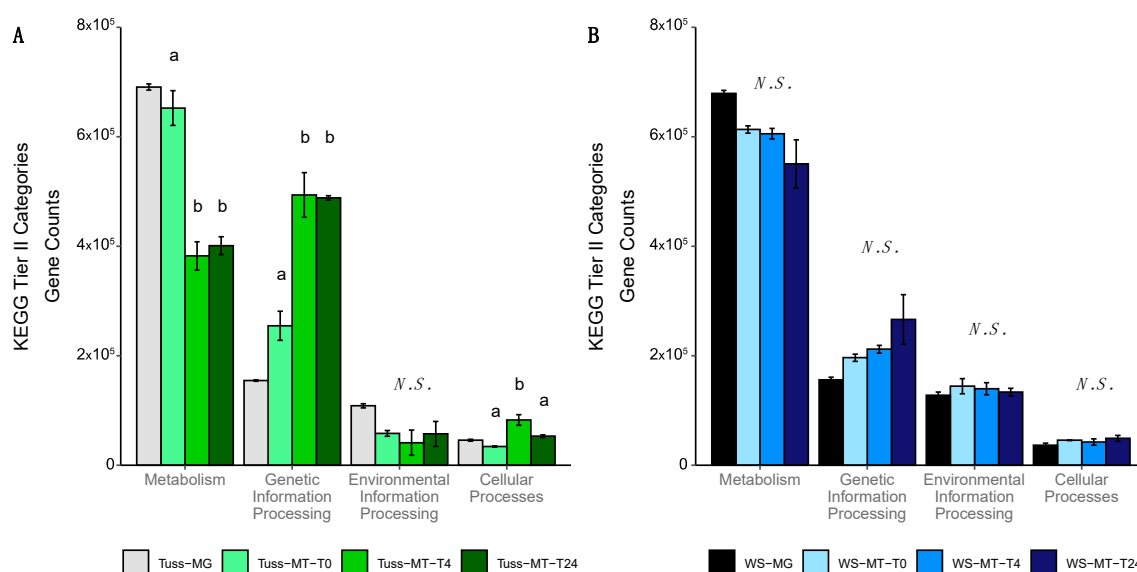 A
KEGG Tier II Categories
Gene Counts
8x10⁵
6x10⁵
4x10⁵
2x10⁵
0
a
b b
a
b b
N.S.
a
b
a
Metabolism
Genetic
Information
Processing
Environmental
Information
Processing
Cellular
Processes
Tuss−MG Tuss−MT−T0 Tuss−MT−T4 Tuss−MT−T24
B
KEGG Tier II Categories
Gene Counts
8x10⁵
6x10⁵
4x10⁵
2x10⁵
0
N.S.
N.S.
N.S.
N.S.
Metabolism
Genetic
Information
Processing
Environmental
Information
Processing
Cellular
Processes
WS−MG WS−MT−T0 WS−MT−T4 WS−MT−T24